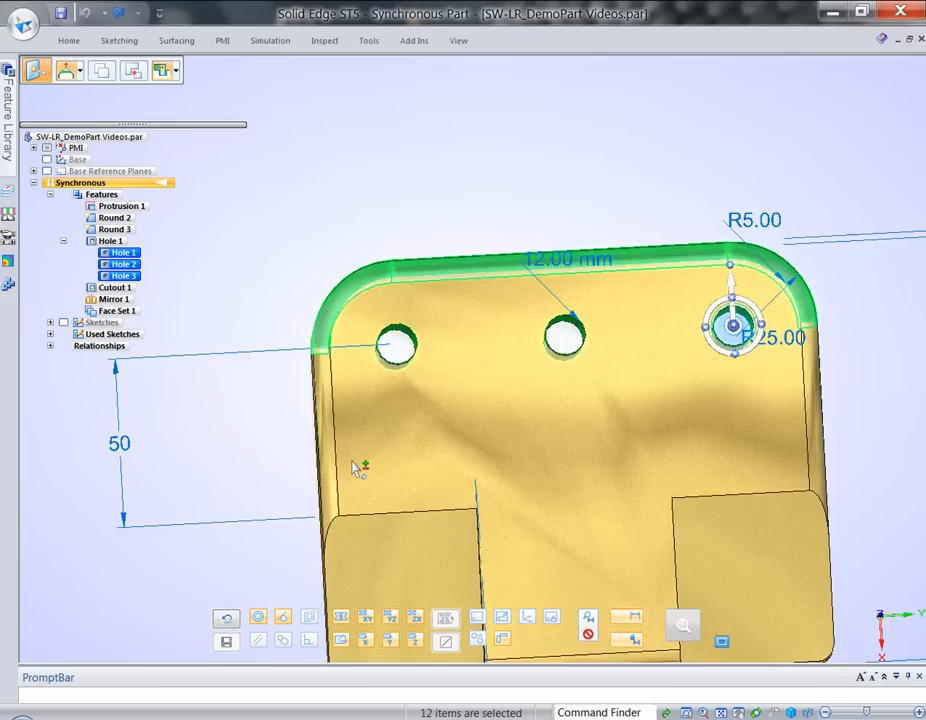 Solid Edge ST5 - Synchronous Part - [SW-LR_DemoPart Videos.par]
Home Sketching Surfacing PMI Simulation Inspect Tools Add Ins View
Feature Library
SW-LR_DemoPart Videos.par
PMI
Base
Base Reference Planes
Synchronous
Features
Protrusion 1
Round 2
Round 3
Hole 1
Hole 1
Hole 2
Hole 3
Cutout 1
Mirror 1
Face Set 1
Sketches
Used Sketches
Relationships
R5.00
12.00 mm
R25.00
50
XY YZ Z
X Y Z
Z Y
X
PromptBar
12 items are selected Command Finder